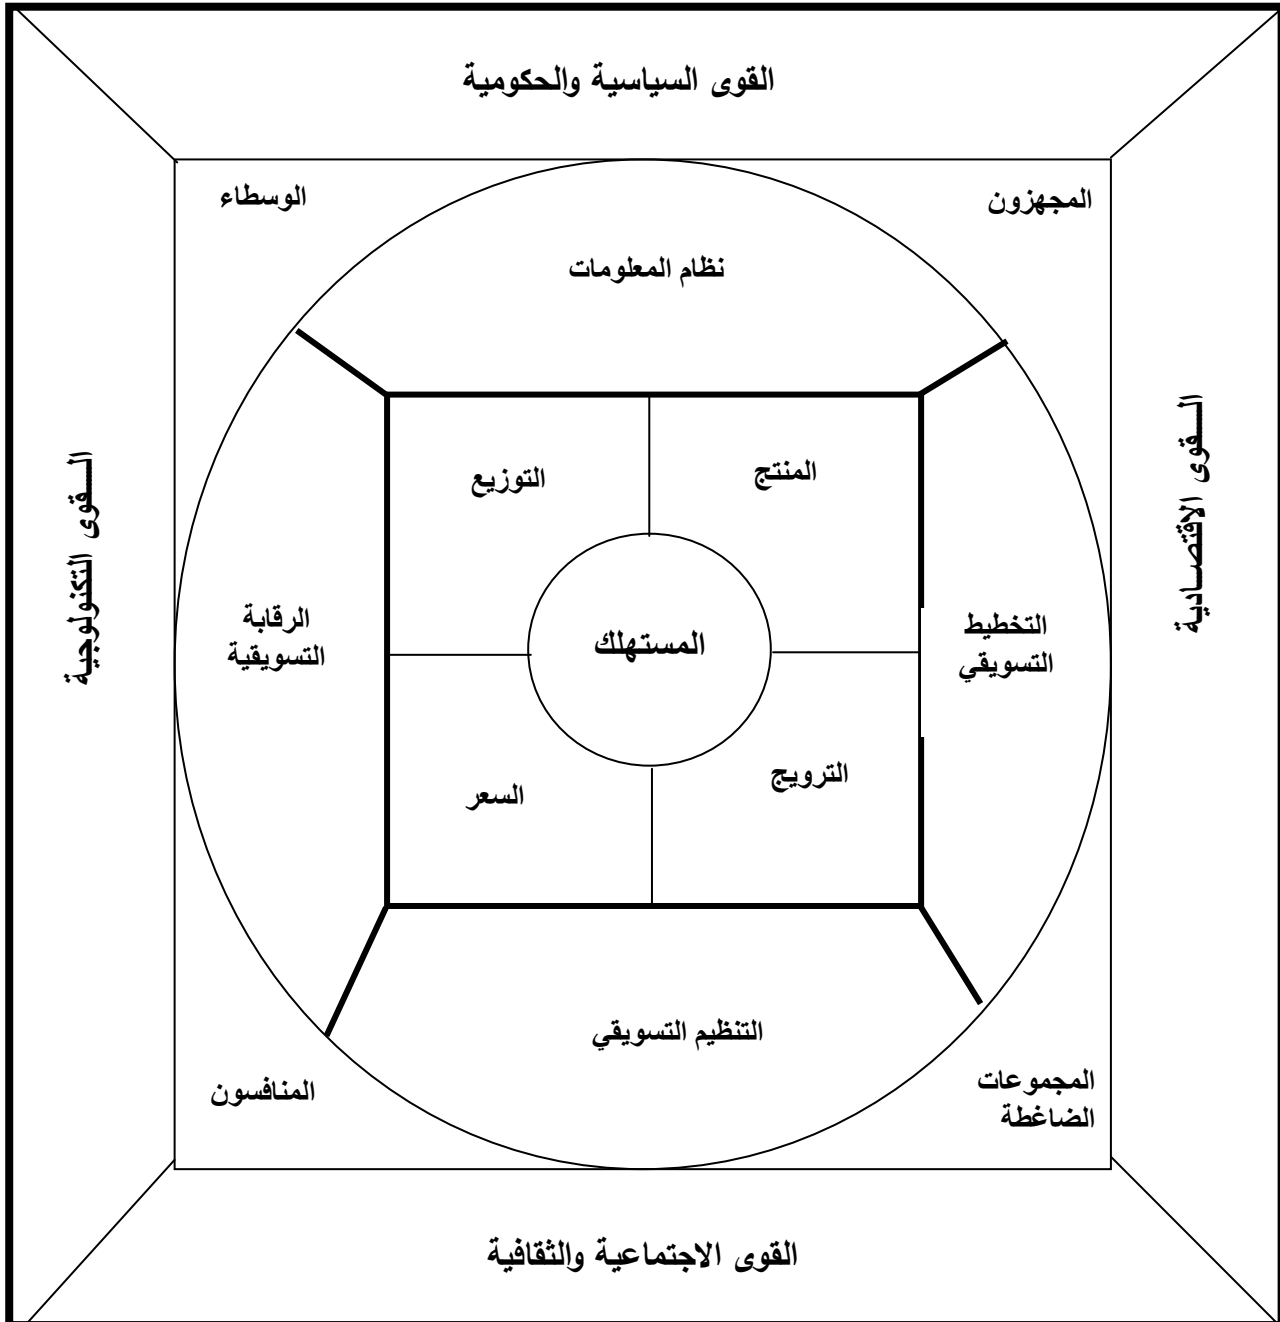 القوى السياسية والحكومية
المجهزون
الوسطاء
نظام المعلومات
القوى الاقتصادية
المنتج
التوزيع
القوى التكنولوجية
التخطيط
التسويقي
المستهلك
الرقابة
التسويقية
الترويج
السعر
التنظيم التسويقي
المجموعات
الضاغطة
المنافسون
القوى الاجتماعية والثقافية